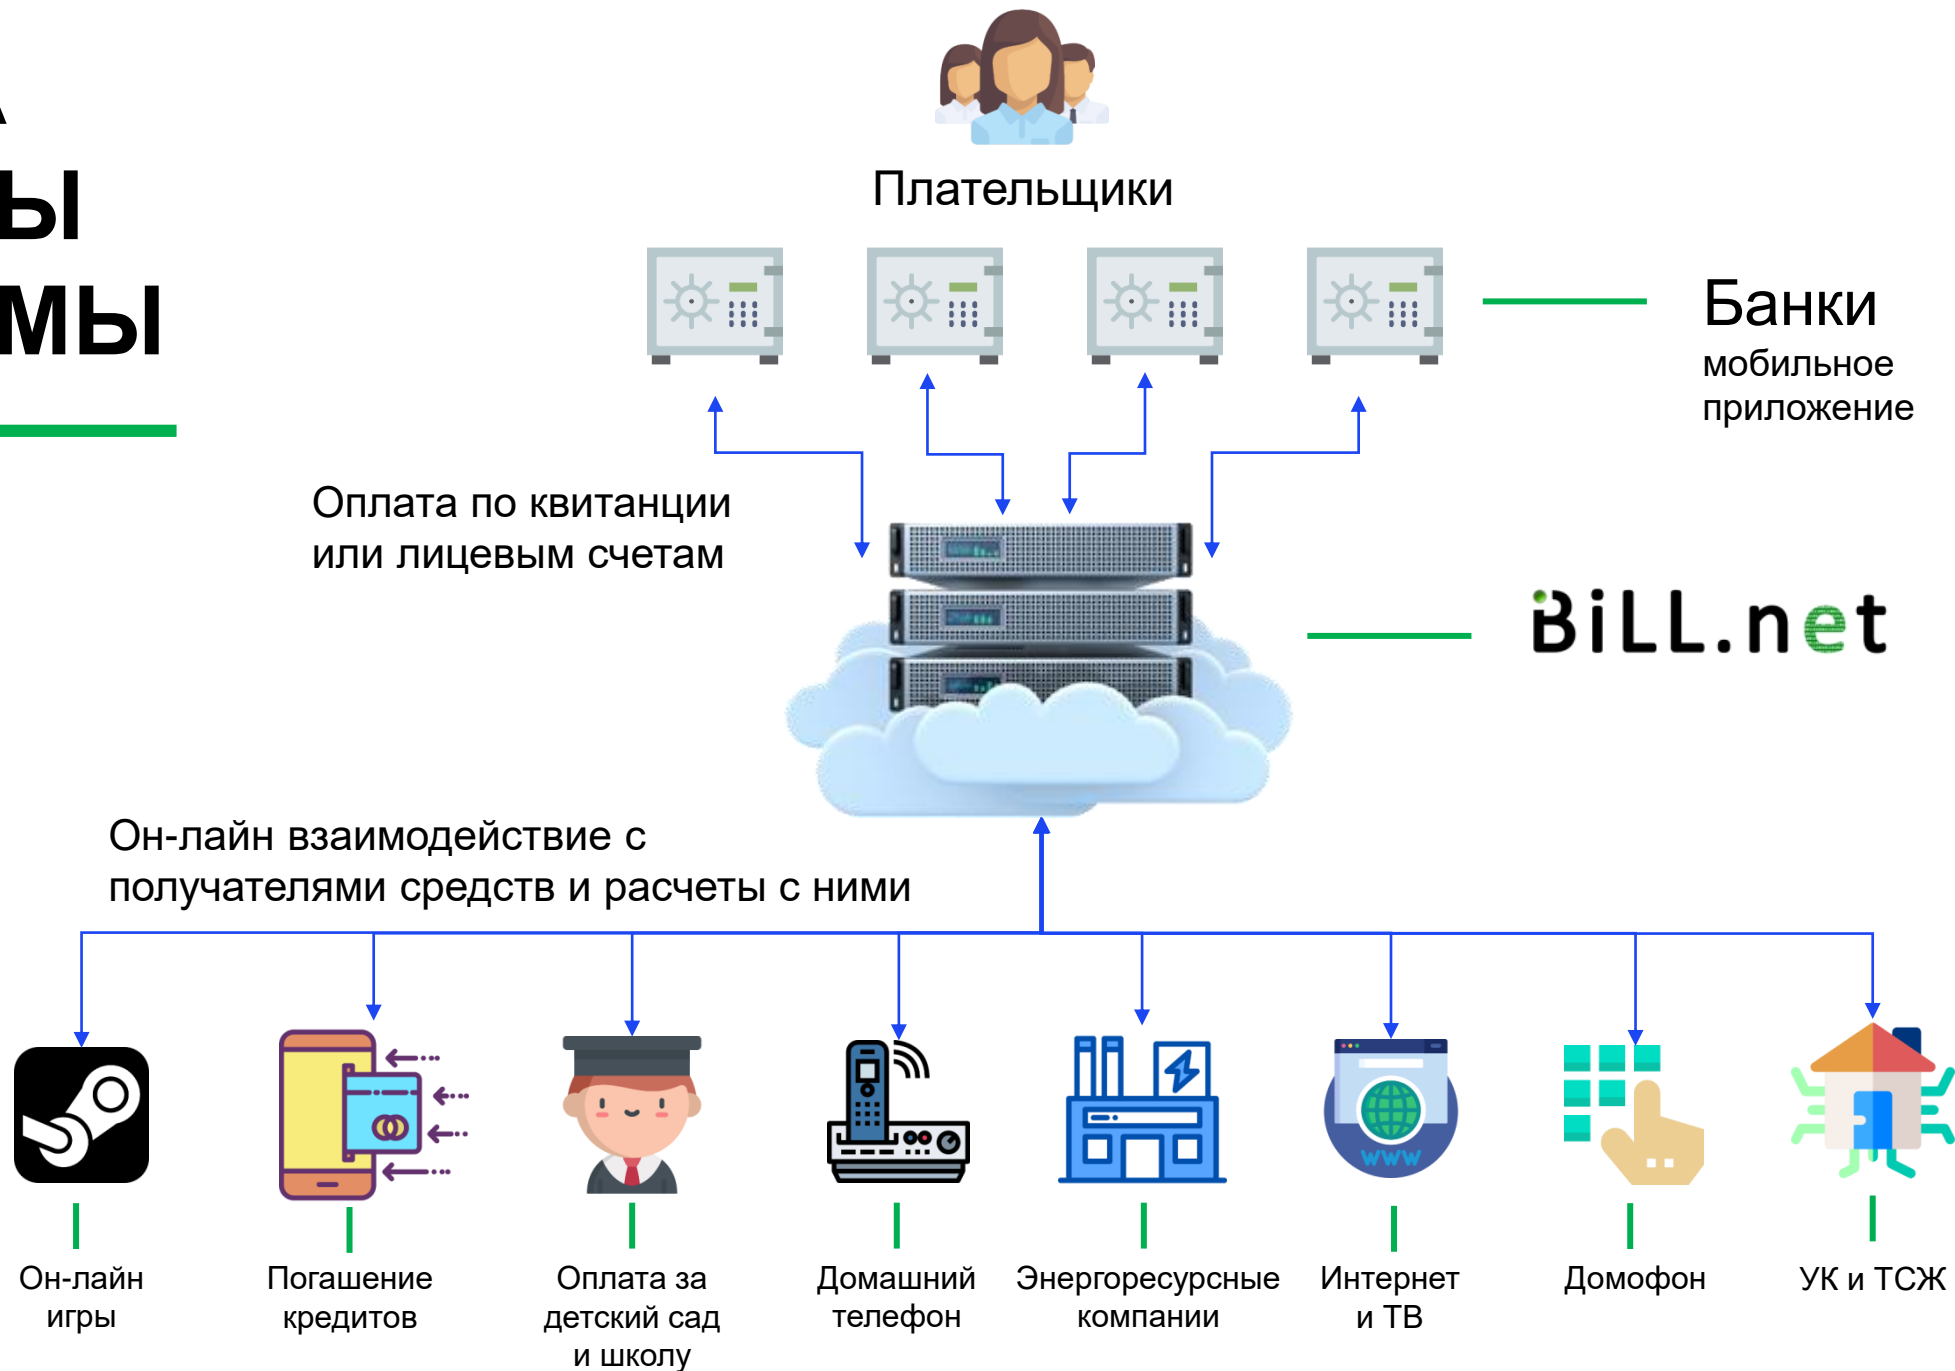 Плательщики
Банки
мобильное
приложение
Оплата по квитанции
или лицевым счетам
BiLL.net
Он-лайн взаимодействие с
получателями средств и расчеты с ними
www
Он-лайн
игры
Погашение
кредитов
Оплата за
детский сад
и школу
Домашний
телефон
Энергоресурсные
компании
Интернет
и ТВ
Домофон
УК и ТСЖ